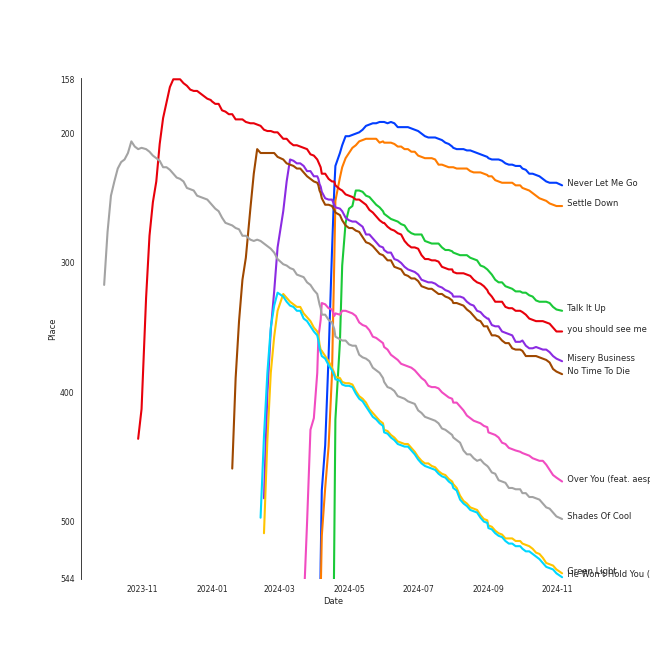 158
200
300
400
500
544
Place
2023-11
2024-01
2024-03
2024-05
2024-07
2024-09
2024-11
Date
Never Let Me Go
Settle Down
Talk It Up
you should see me
Misery Business
No Time To Die
Over You (feat. aesp
Shades Of Cool
Green Light
He Won't Hold You (